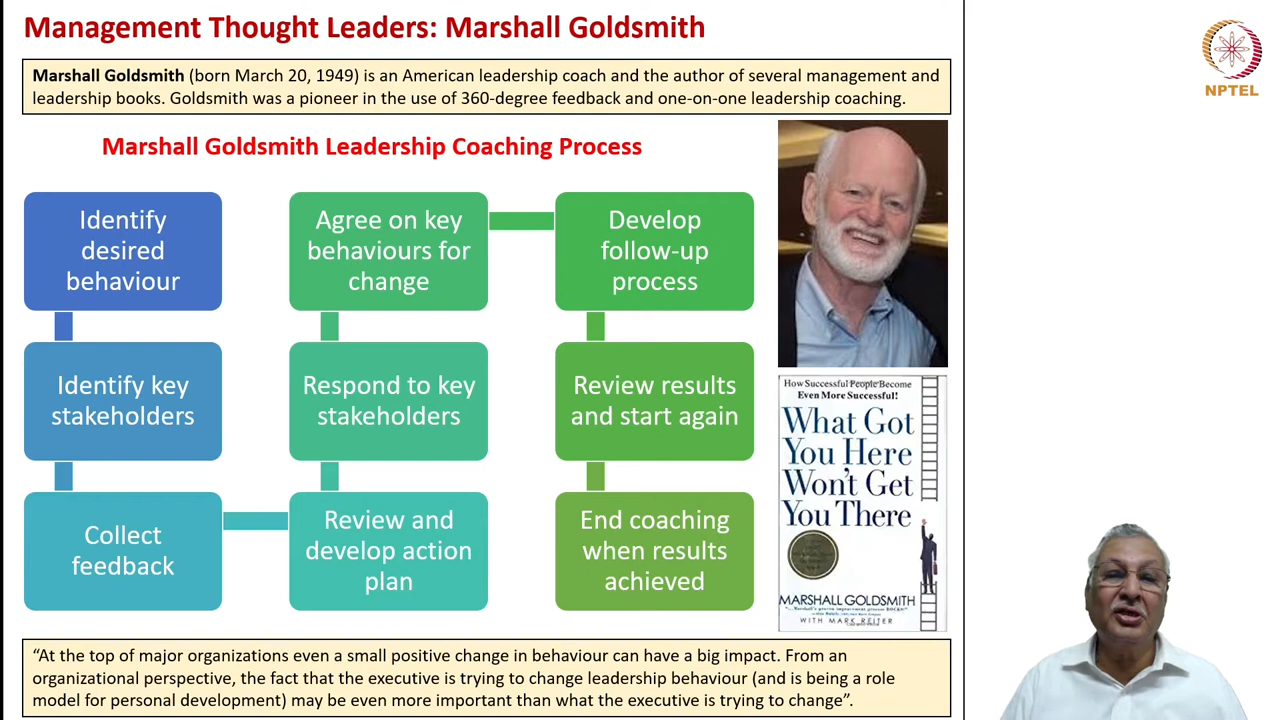 Management Thought Leaders: Marshall Goldsmith
NPTEL
Marshall Goldsmith (born March 20, 1949) is an American leadership coach and the author of several management and
leadership books. Goldsmith was a pioneer in the use of 360-degree feedback and one-on-one leadership coaching.
Marshall Goldsmith Leadership Coaching Process
Identify
desired
behaviour
Identify key
stakeholders
Collect
feedback
Review and
develop action
plan
Respond to key
stakeholders
Agree on key
behaviours for
change
Develop
follow-up
process
Review results
and start again
End coaching
when results
achieved
How Successful People Become
Even More Successful!
What Got
You Here
Won't Get
You There
MARSHALL GOLDSMITH
WITH MARK REITER
“At the top of major organizations even a small positive change in behaviour can have a big impact. From an
organizational perspective, the fact that the executive is trying to change leadership behaviour (and is being a role
model for personal development) may be even more important than what the executive is trying to change”.